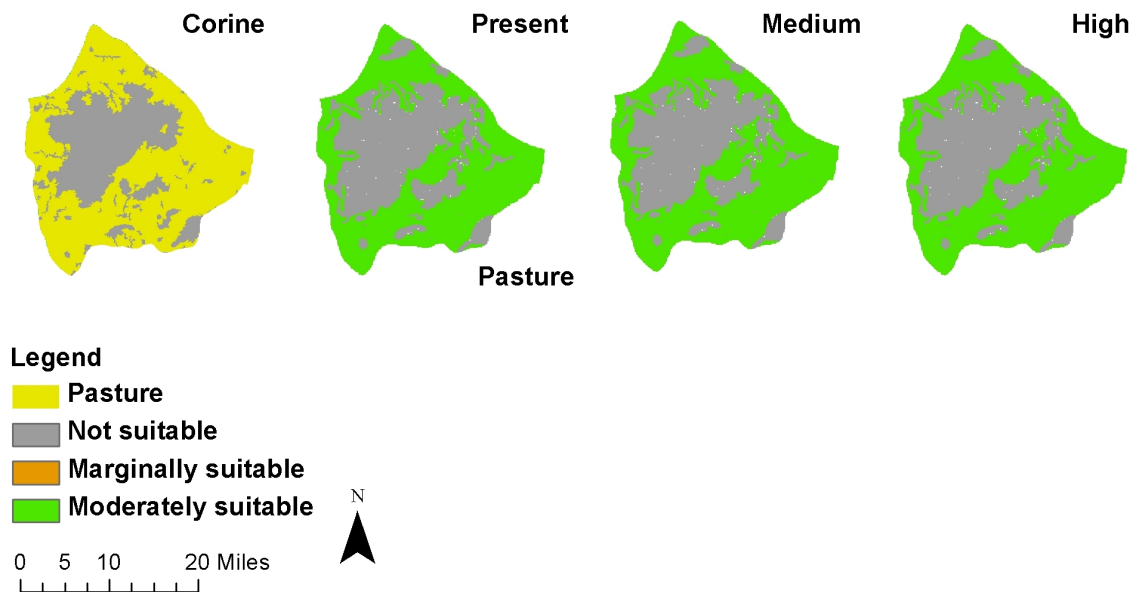 Corine
Present
Medium
High
Pasture
Legend
Pasture
Not suitable
Marginally suitable
Moderately suitable
N
0 5 10 20 Miles